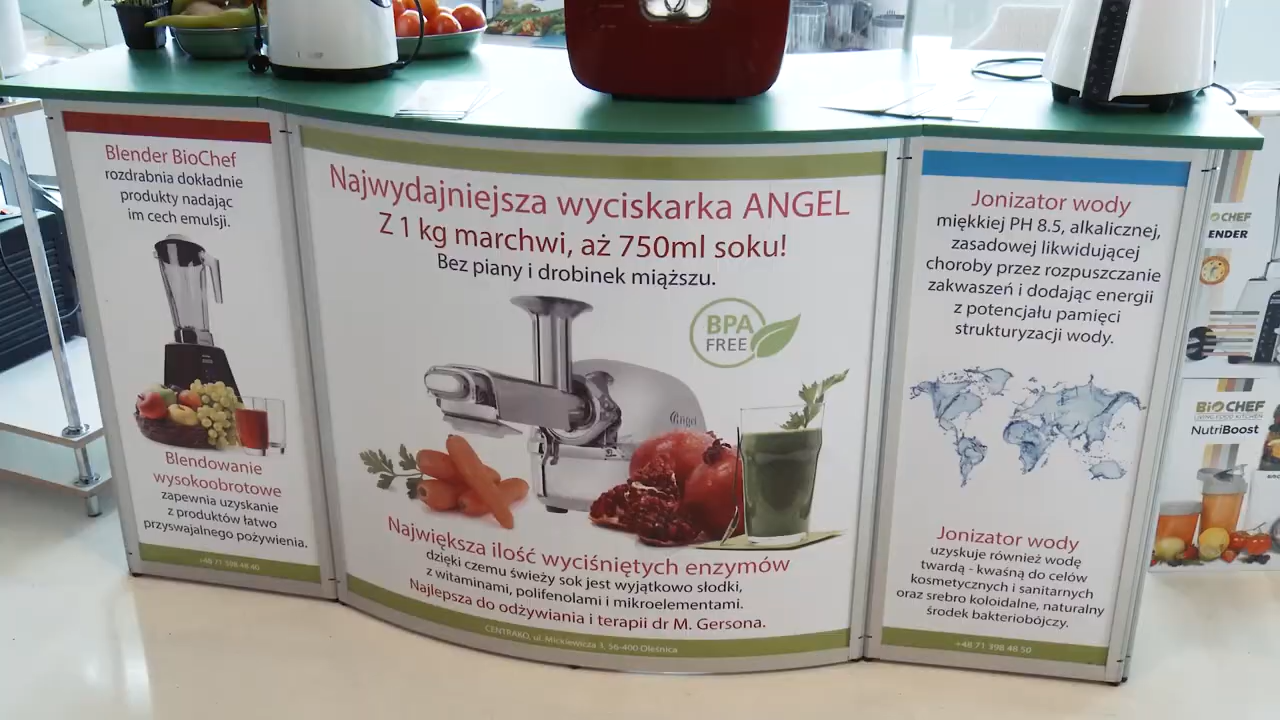 Blender BioChef
rozdrabnia dokładnie
produkty nadając
im cech emulsji.
Blendowanie
wysokoobrotowe
zapewnia uzyskanie
z produktów łatwo
przyswajalnego pożywienia.
+48 71 398 48 40
Najwydajniejsza wyciskarka ANGEL
Z 1 kg marchwi, aż 750ml soku!
Bez piany i drobinek miąższu.
BPA
FREE
Angel
Największa ilość wyciśniętych enzymów
dzięki czemu świeży sok jest wyjątkowo słodki,
z witaminami, polifenolami i mikroelementami.
Najlepsza do odżywiania i terapii dr M. Gersona.
CENTRAKO, ul. Mickiewicza 3, 56-400 Oleśnica
Jonizator wody
miękkiej PH 8.5, alkalicznej,
zasadowej likwidującej
choroby przez rozpuszczanie
zakwaszeń i dodając energii
z potencjału pamięci
strukturyzacji wody.
Jonizator wody
uzyskuje również wodę
twardą - kwaśną do celów
kosmetycznych i sanitarnych
oraz srebro koloidalne, naturalny
środek bakteriobójczy.
+48 71 398 48 50
CHEF
ENDER
BIO CHEF
LIVING FOOD KITCHEN
NutriBoost